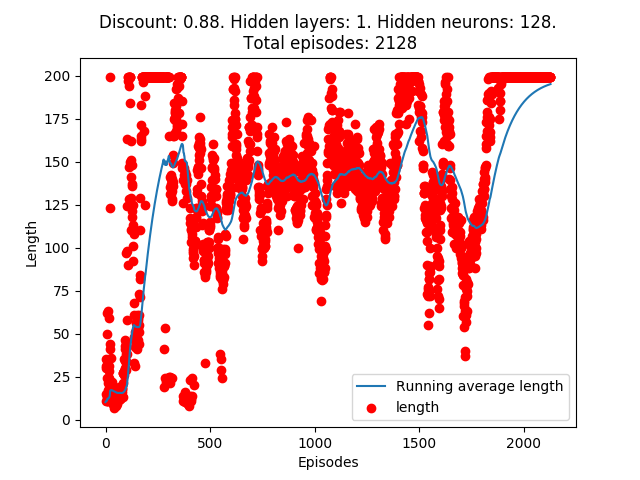 Discount: 0.88. Hidden layers: 1. Hidden neurons: 128.
Total episodes: 2128
200
175
150
125
100
75
50
25
0
Length
0
500
1000
1500
2000
Episodes
Running average length
length